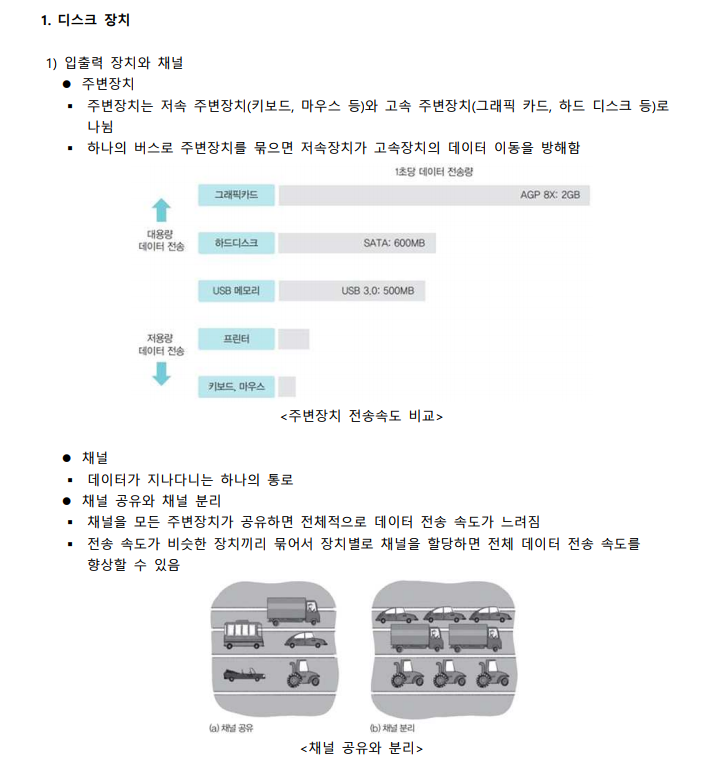 1. 디스크 장치
1) 입출력 장치와 채널
● 주변장치
▪ 주변장치는 저속 주변장치(키보드, 마우스 등)와 고속 주변장치(그래픽 카드, 하드 디스크 등)로
나뉨
▪ 하나의 버스로 주변장치를 묶으면 저속장치가 고속장치의 데이터 이동을 방해함
1초당 데이터 전송량
그래픽카드 AGP 8X: 2GB
대용량
데이터 전송
하드디스크 SATA: 600MB
USB 메모리 USB 3.0: 500MB
저용량
데이터 전송
프린터
키보드, 마우스
<주변장치 전송속도 비교>
● 채널
▪ 데이터가 지나다니는 하나의 통로
● 채널 공유와 채널 분리
▪ 채널을 모든 주변장치가 공유하면 전체적으로 데이터 전송 속도가 느려짐
▪ 전송 속도가 비슷한 장치끼리 묶어서 장치별로 채널을 할당하면 전체 데이터 전송 속도를
향상할 수 있음
(a) 채널 공유 (b) 채널 분리
<채널 공유와 분리>